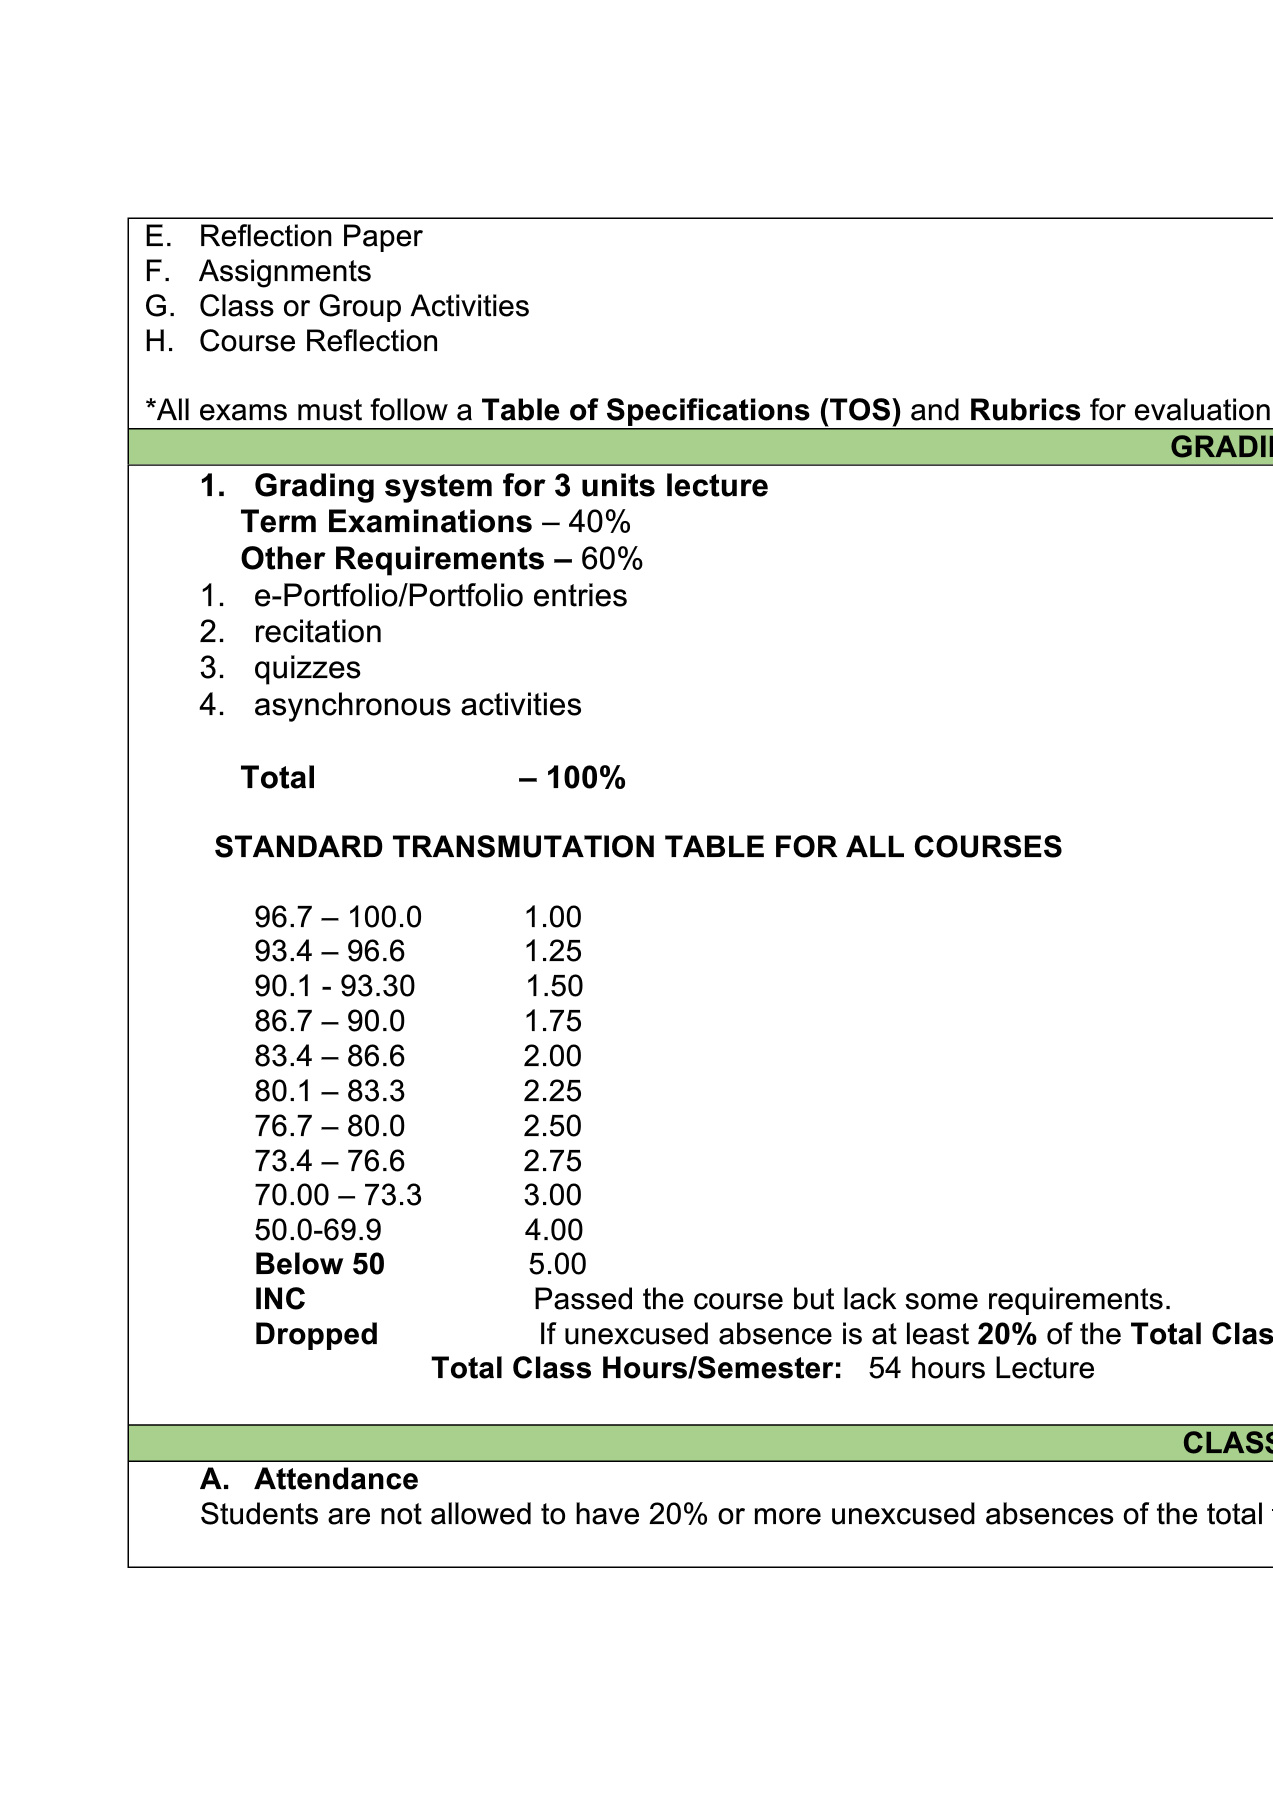 E. Reflection Paper
F. Assignments
G. Class or Group Activities
H. Course Reflection
*All exams must follow a Table of Specifications (TOS) and Rubrics for evaluation
1. Grading system for 3 units lecture
Term Examinations – 40%
Other Requirements – 60%
1. e-Portfolio/Portfolio entries
2. recitation
3. quizzes
4. asynchronous activities
Total – 100%
STANDARD TRANSMUTATION TABLE FOR ALL COURSES
96.7 – 100.0 1.00
93.4 – 96.6 1.25
90.1 - 93.30 1.50
86.7 – 90.0 1.75
83.4 – 86.6 2.00
80.1 – 83.3 2.25
76.7 – 80.0 2.50
73.4 – 76.6 2.75
70.00 – 73.3 3.00
50.0-69.9 4.00
Below 50 5.00
INC Passed the course but lack some requirements.
Dropped If unexcused absence is at least 20% of the Total
Total Class Hours/Semester: 54 hours Lecture
A. Attendance
Students are not allowed to have 20% or more unexcused absences of the total